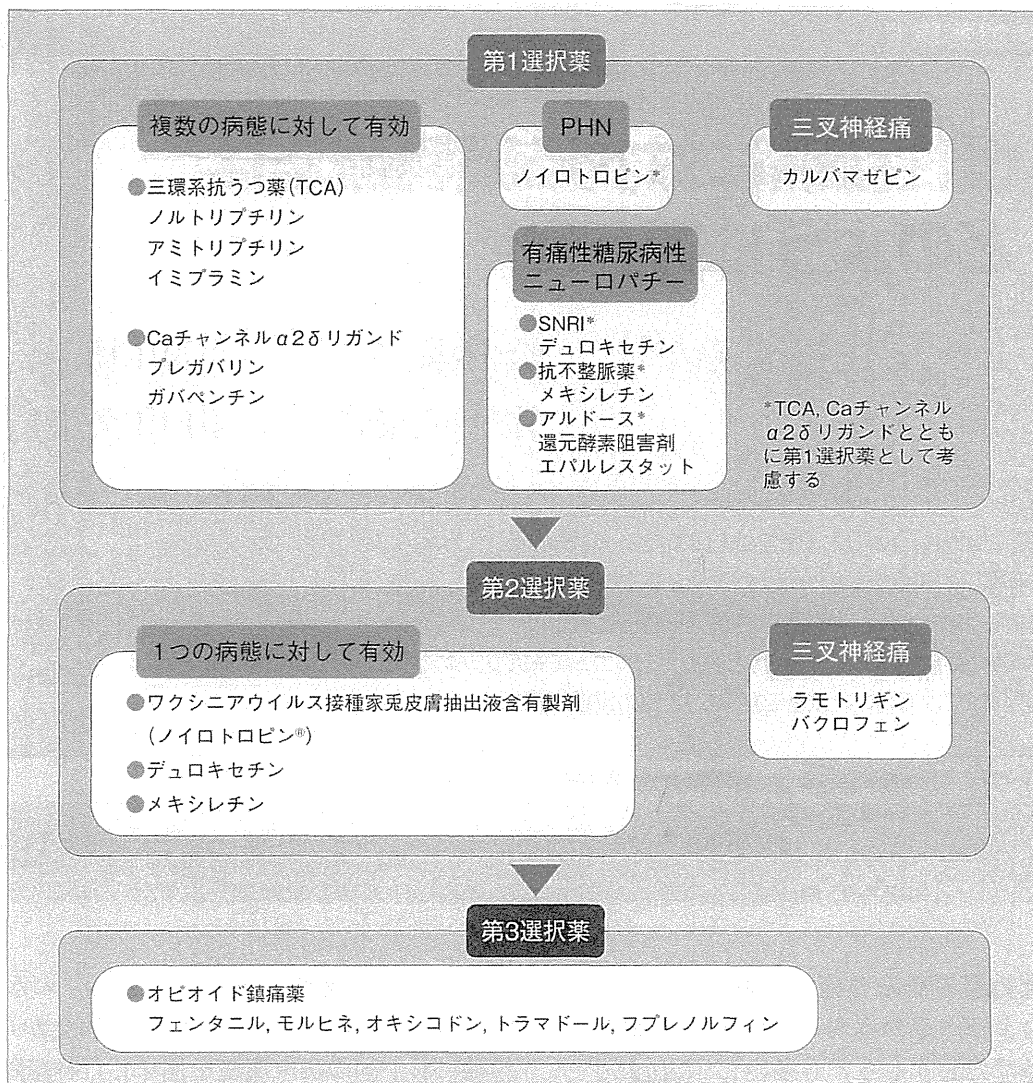 第1選択薬
複数の病態に対して有効
●三環系抗うつ薬(TCA)
ノルトリプチリン
アミトリプチリン
イミプラミン
●Caチャンネルα2δリガンド
プレガバリン
ガバペンチン
PHN
ノイロトロピン*
有痛性糖尿病性
ニューロパチー
●SNRI*
デュロキセチン
●抗不整脈薬*
メキシレチン
●アルドース*
還元酵素阻害剤
エパルレスタット
三叉神経痛
カルバマゼピン
*TCA, Caチャンネル
α2δリガンドととも
に第1選択薬として考
慮する
第2選択薬
1つの病態に対して有効
●ワクシニアウイルス接種家兎皮膚抽出液含有製剤
(ノイロトロピン®)
●デュロキセチン
●メキシレチン
三叉神経痛
ラモトリギン
バクロフェン
第3選択薬
●オピオイド鎮痛薬
フェンタニル, モルヒネ, オキシコドン, トラマドール, フプレノルフィン